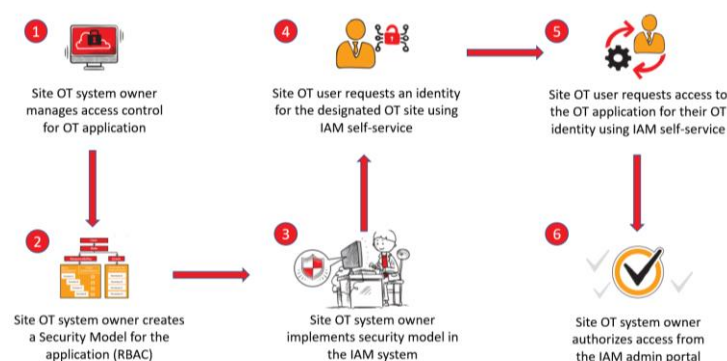 1
Site OT system owner
manages access control
for OT application
2
Site OT system owner creates
a Security Model for the
application (RBAC)
3
Site OT system owner
implements security model in
the IAM system
4
Site OT user requests an identity
for the designated OT site using
IAM self-service
5
Site OT user requests access to
the OT application for their OT
identity using IAM self-service
6
Site OT system owner
authorizes access from
the IAM admin portal